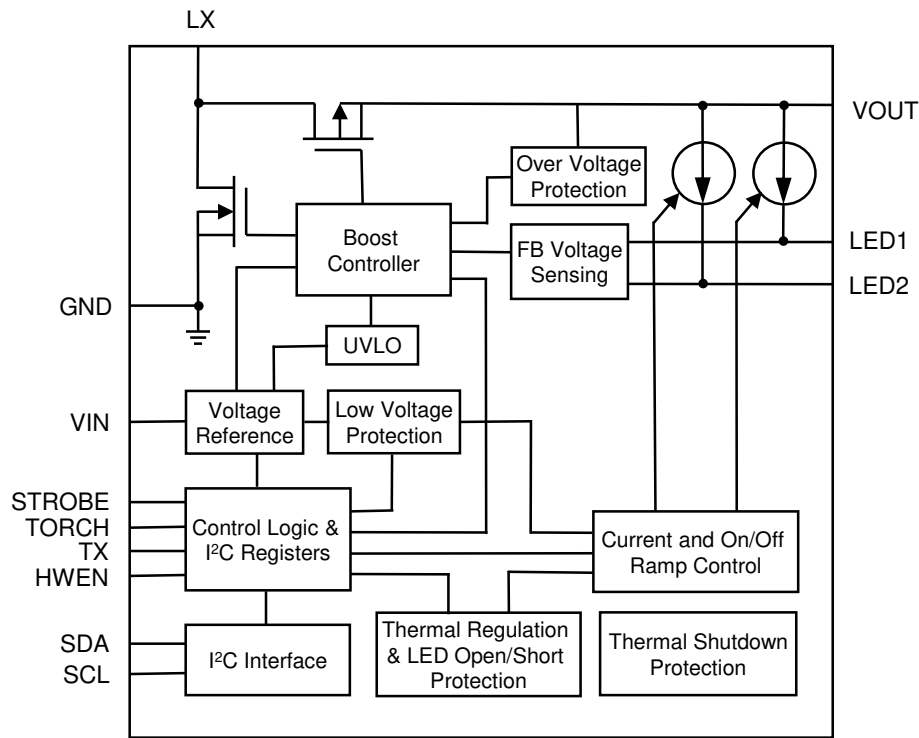 LX
VOUT
Over Voltage
Protection
Boost
Controller
FB Voltage
Sensing
LED1
LED2
GND
UVLO
VIN
Voltage
Reference
Low Voltage
Protection
STROBE
TORCH
TX
HWEN
Control Logic &
I²C Registers
Current and On/Off
Ramp Control
SDA
SCL
I²C Interface
Thermal Regulation
& LED Open/Short
Protection
Thermal Shutdown
Protection